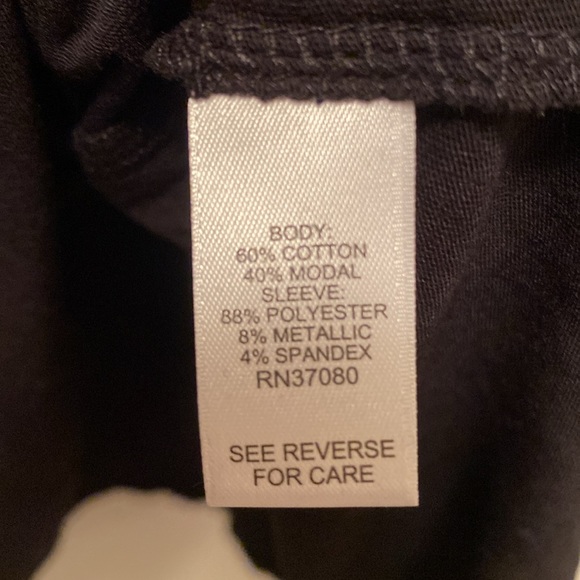 BODY:
60% COTTON
40% MODAL
SLEEVE:
88% POLYESTER
8% METALLIC
4% SPANDEX
RN37080
SEE REVERSE
FOR CARE